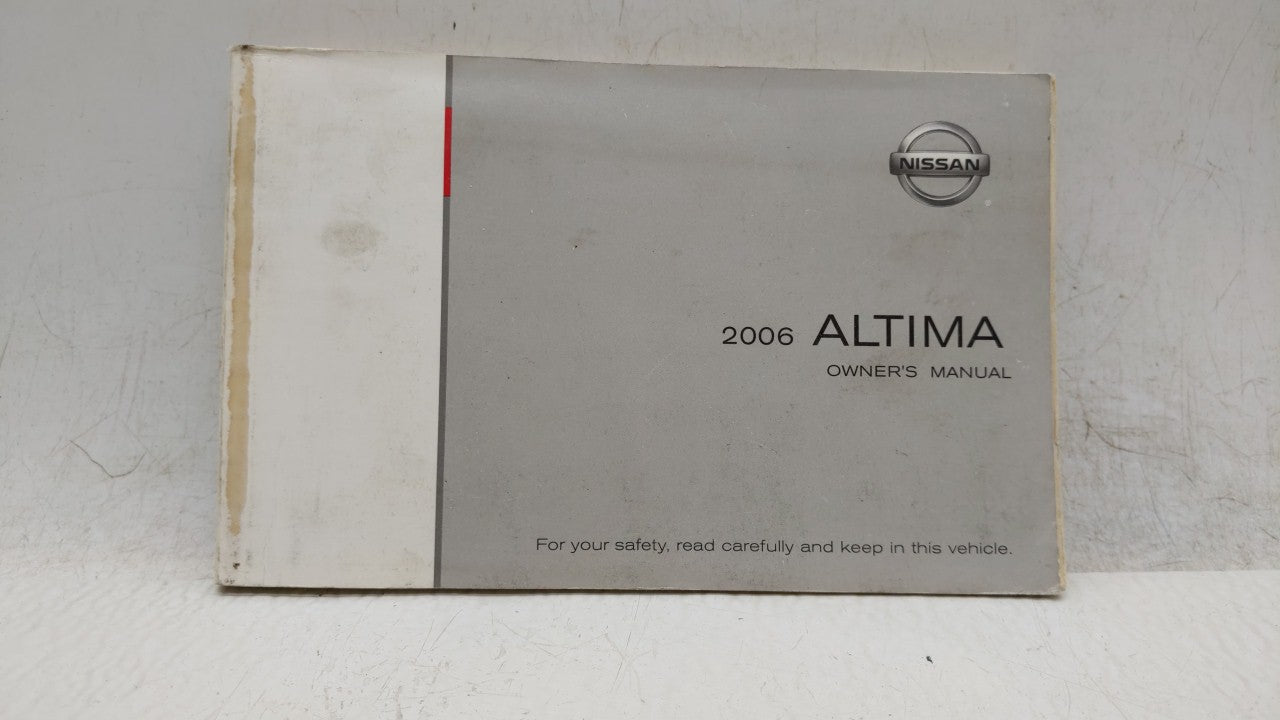 NISSAN
2006 ALTIMA
OWNER'S MANUAL
For your safety, read carefully and keep in this vehicle.